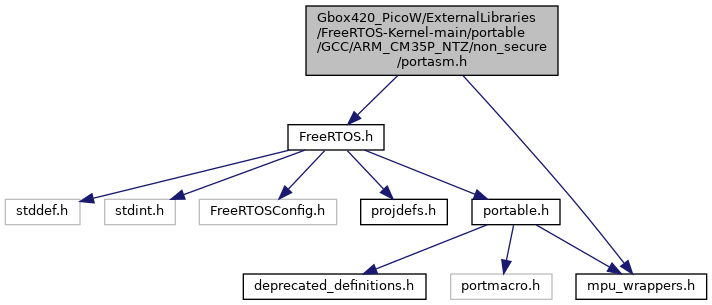 Gbox420_PicoW/ExternalLibraries
/FreeRTOS-Kernel-main/portable
/GCC/ARM_CM35P_NTZ/non_secure
/portasm.h
FreeRTOS.h
stddef.h
stdint.h
FreeRTOSConfig.h
projdefs.h
portable.h
deprecated_definitions.h
portmacro.h
mpu_wrappers.h